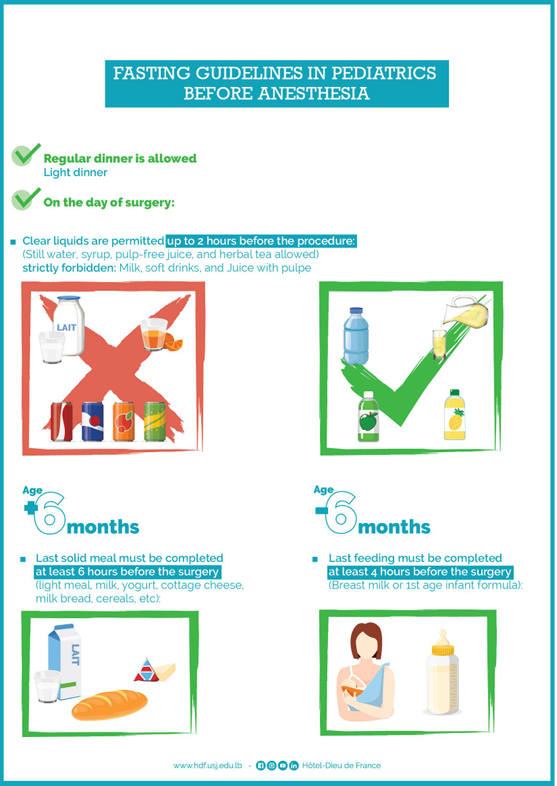 FASTING GUIDELINES IN PEDIATRICS
BEFORE ANESTHESIA
Regular dinner is allowed
Light dinner
On the day of surgery:
Clear liquids are permitted up to 2 hours before the procedure:
(Still water, syrup, pulp-free juice, and herbal tea allowed)
strictly forbidden: Milk, soft drinks, and Juice with pulpe
LAIT
Age
+6
months
Last solid meal must be completed
at least 6 hours before the surgery
(light meal, milk, yogurt, cottage cheese,
milk bread, cereals, etc):
LAIT
Age
-6
months
Last feeding must be completed
at least 4 hours before the surgery
(Breast milk or 1st age infant formula):
www.hdf.usj.edu.lb - Hôtel-Dieu de France